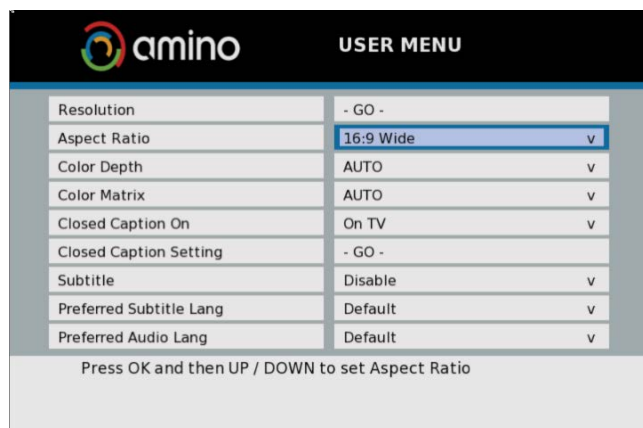 amino USER MENU
Resolution - GO -
Aspect Ratio 16:9 Wide v
Color Depth AUTO v
Color Matrix AUTO v
Closed Caption On On TV v
Closed Caption Setting - GO -
Subtitle Disable v
Preferred Subtitle Lang Default v
Preferred Audio Lang Default v
Press OK and then UP / DOWN to set Aspect Ratio